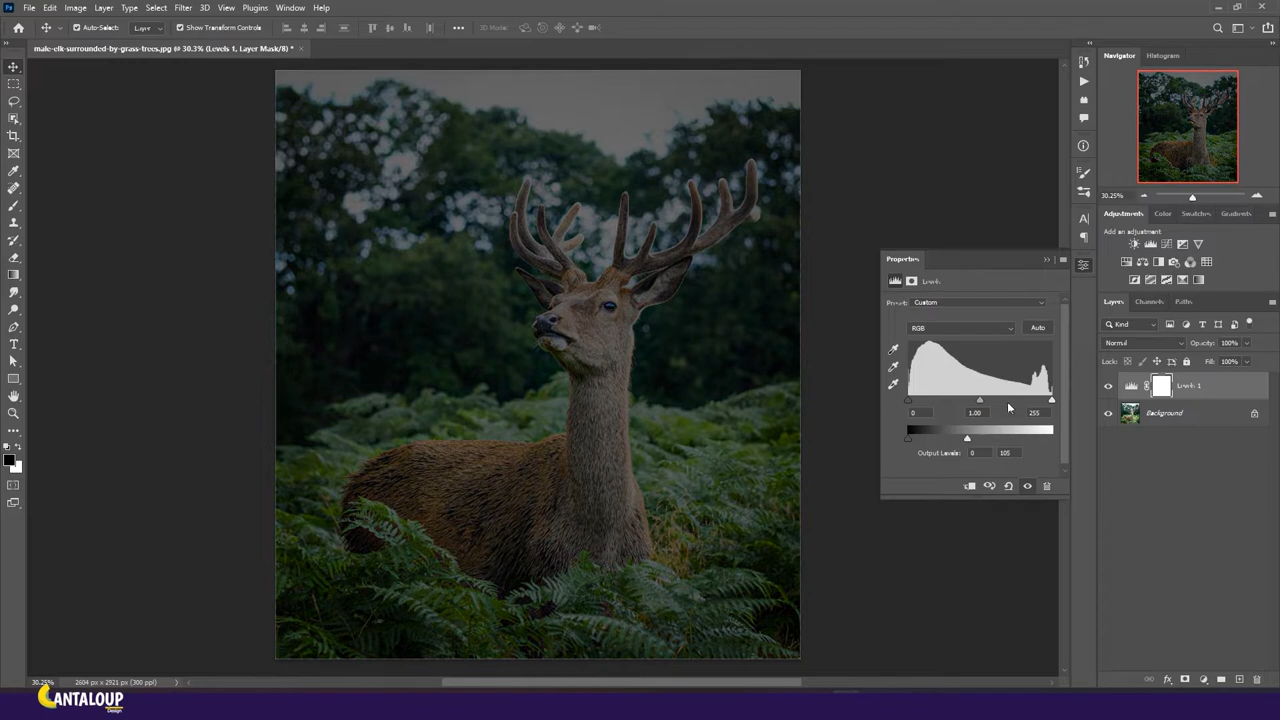 Ps File Edit Image Layer Type Select Filter 3D View Plugins Window Help
Auto-Select: Layer Show Transform Controls 3D Mode:
male-elk-surrounded-by-grass-trees.jpg @ 30.3% (Levels 1, Layer Mask/8) *
Navigator Histogram
30.25%
Adjustments Color Swatches Gradients
Add an adjustment
Properties
Levels
Preset: Custom
RGB Auto
0 1.00 255
Output Levels: 0 105
Layers Channels Paths
Kind
Normal Opacity: 100%
Lock: Fill: 100%
Levels 1
Background
30.25% 2604 px x 2921 px (300 ppi)
CANTALOUP
Design